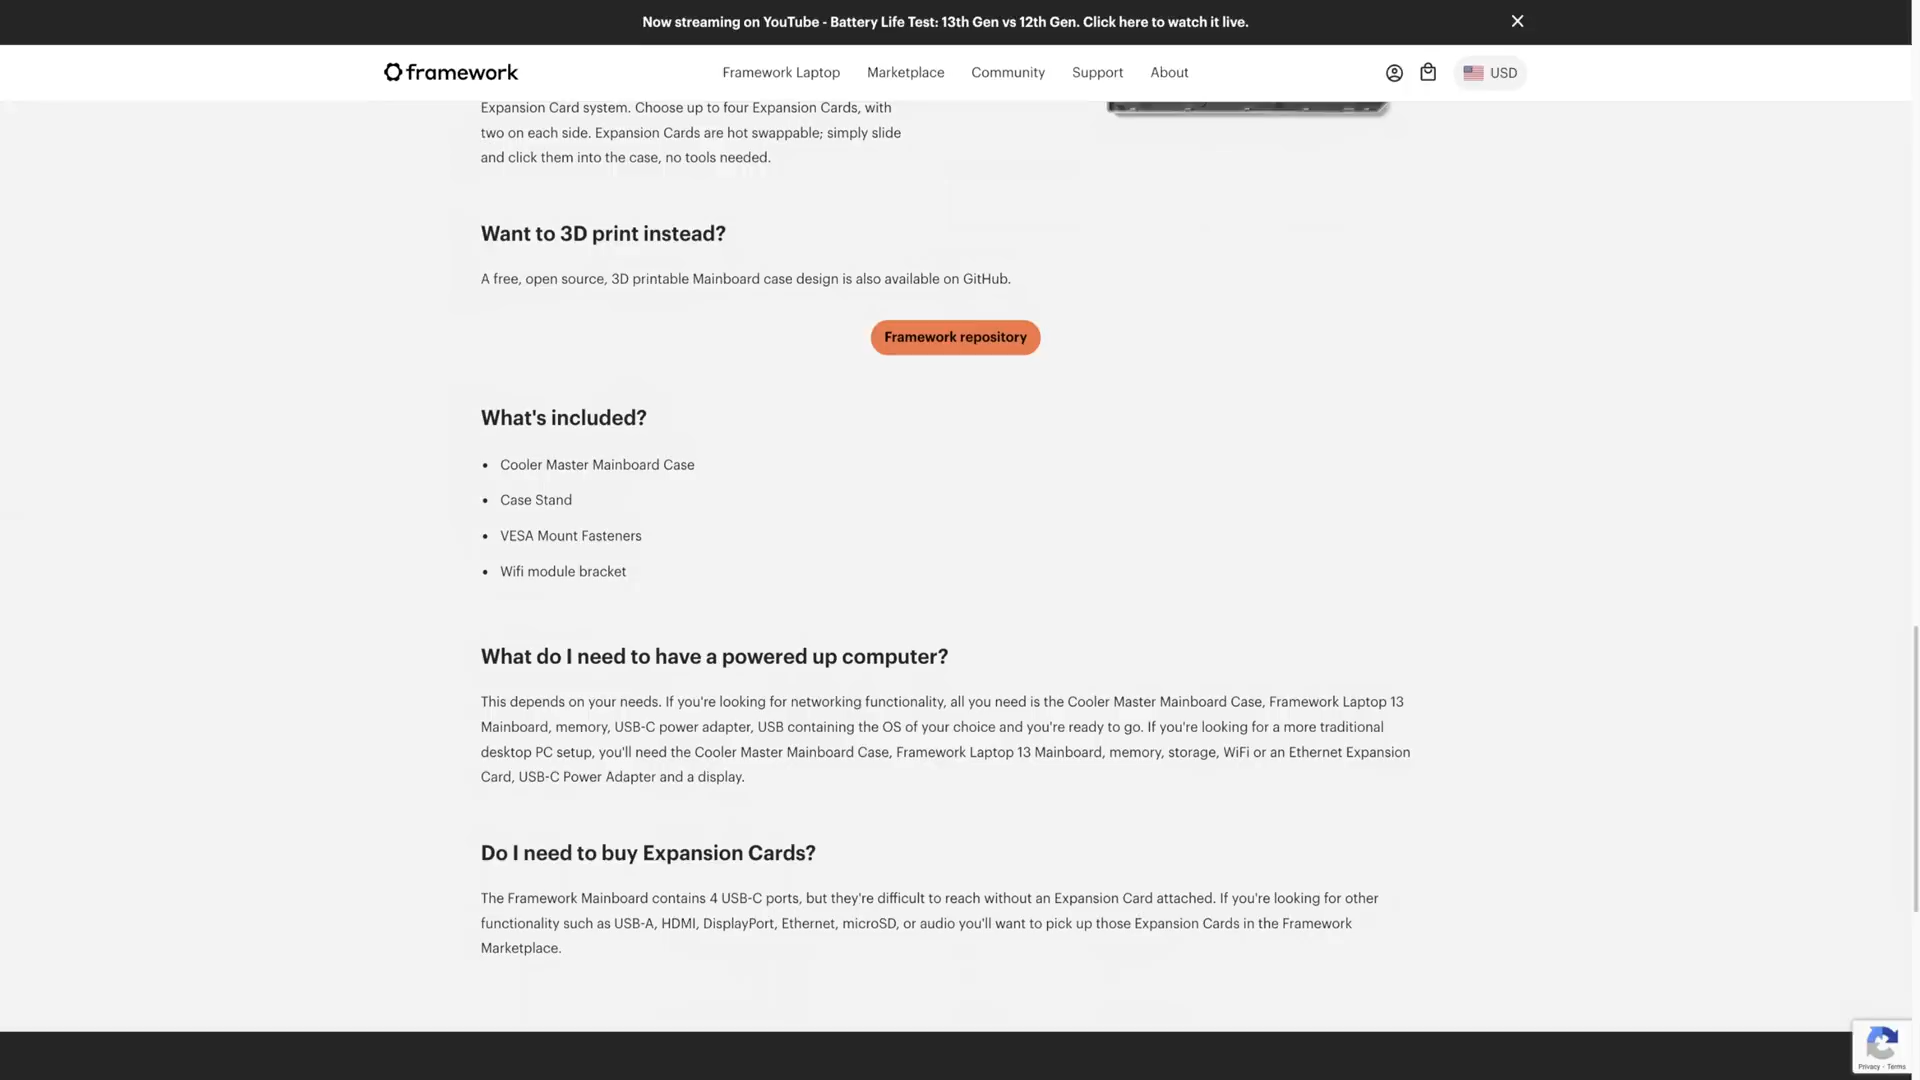 Now streaming on YouTube - Battery Life Test: 13th Gen vs 12th Gen. Click here to watch it live.
framework
Framework Laptop
Marketplace
Community
Support
About
USD
Expansion Card system. Choose up to four Expansion Cards, with
two on each side. Expansion Cards are hot swappable; simply slide
and click them into the case, no tools needed.
Want to 3D print instead?
A free, open source, 3D printable Mainboard case design is also available on GitHub.
Framework repository
What's included?
• Cooler Master Mainboard Case
• Case Stand
• VESA Mount Fasteners
• Wifi module bracket
What do I need to have a powered up computer?
This depends on your needs. If you're looking for networking functionality, all you need is the Cooler Master Mainboard Case, Framework Laptop 13
Mainboard, memory, USB-C power adapter, USB containing the OS of your choice and you're ready to go. If you're looking for a more traditional
desktop PC setup, you'll need the Cooler Master Mainboard Case, Framework Laptop 13 Mainboard, memory, storage, WiFi or an Ethernet Expansion
Card, USB-C Power Adapter and a display.
Do I need to buy Expansion Cards?
The Framework Mainboard contains 4 USB-C ports, but they're difficult to reach without an Expansion Card attached. If you're looking for other
functionality such as USB-A, HDMI, DisplayPort, Ethernet, microSD, or audio you'll want to pick up those Expansion Cards in the Framework
Marketplace.
Privacy - Terms